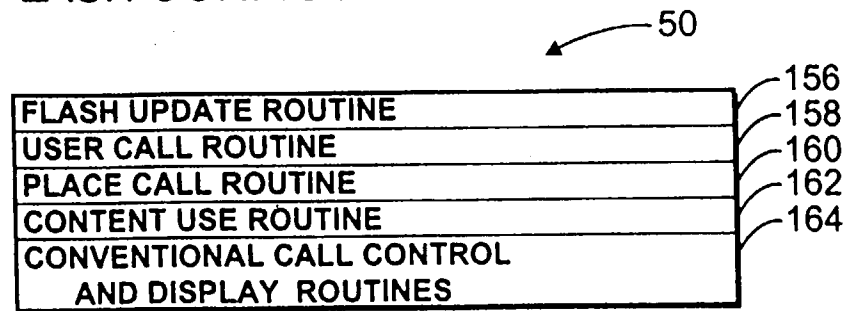 50
FLASH UPDATE ROUTINE 156
USER CALL ROUTINE 158
PLACE CALL ROUTINE 160
CONTENT USE ROUTINE 162
CONVENTIONAL CALL CONTROL 164
AND DISPLAY ROUTINES